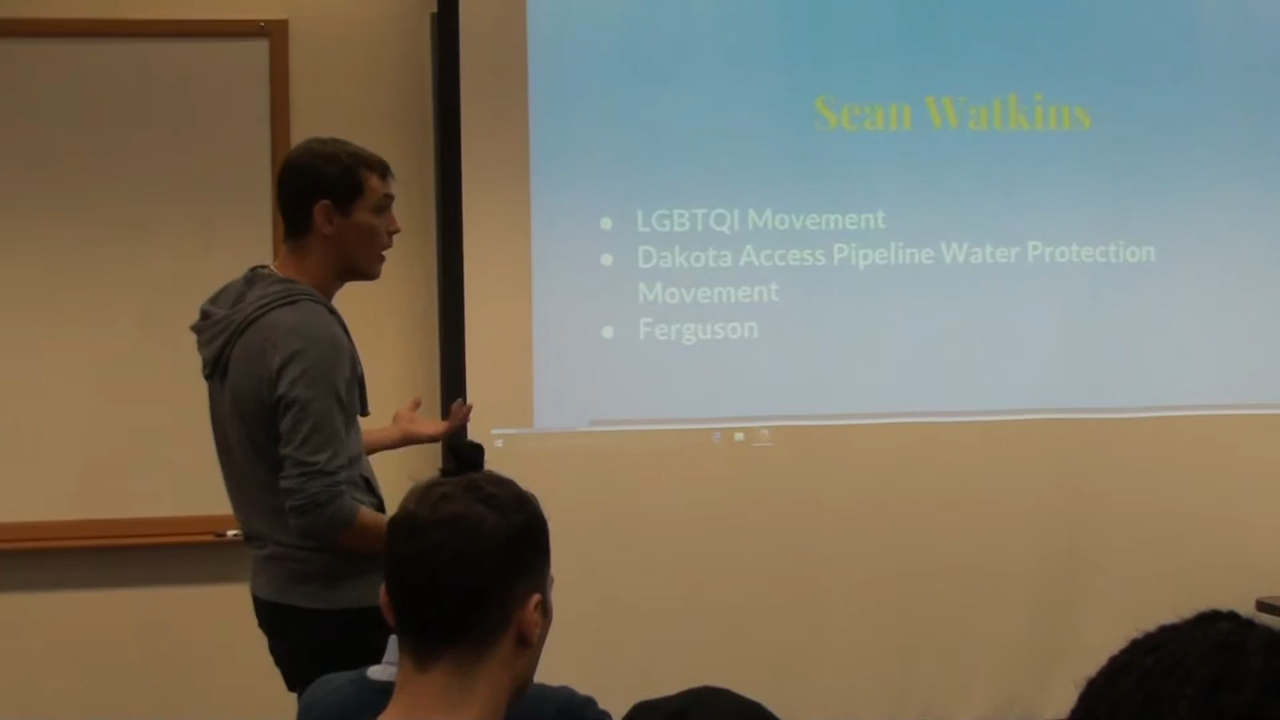 Sean Watkins
LGBTQI Movement
Dakota Access Pipeline Water Protection
Movement
Ferguson